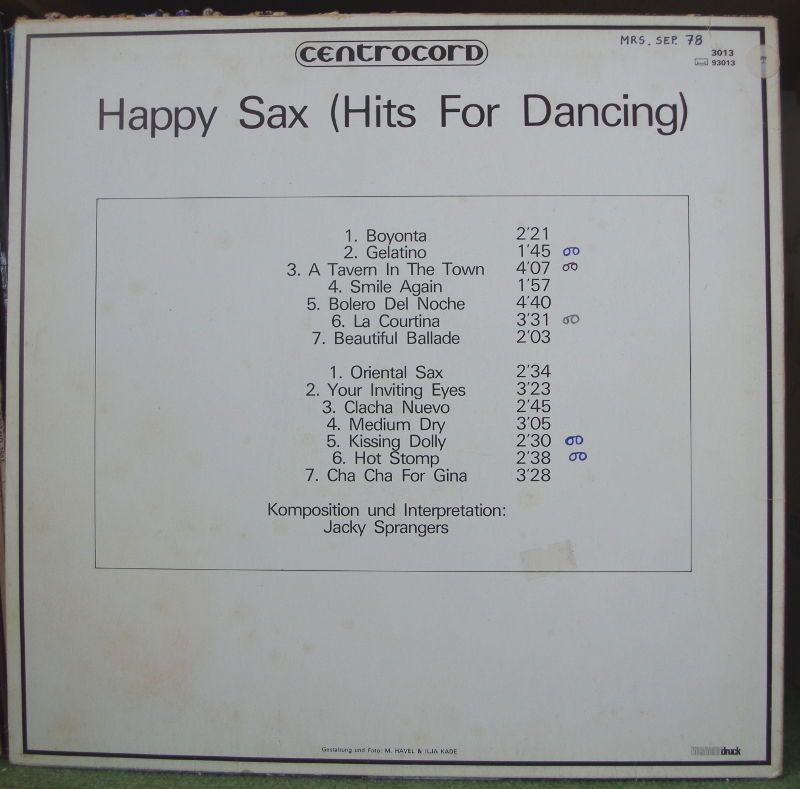 centrocord
MRS. SEP. 78
3013
93013
Happy Sax (Hits For Dancing)
1. Boyonta 2'21
2. Gelatino 1'45
3. A Tavern In The Town 4'07
4. Smile Again 1'57
5. Bolero Del Noche 4'40
6. La Courtina 3'31
7. Beautiful Ballade 2'03
1. Oriental Sax 2'34
2. Your Inviting Eyes 3'23
3. Clacha Nuevo 2'45
4. Medium Dry 3'05
5. Kissing Dolly 2'30
6. Hot Stomp 2'38
7. Cha Cha For Gina 3'28
Komposition und Interpretation:
Jacky Sprangers
Gestaltung und Foto: M. HAVEL & ILJA KADE
druck